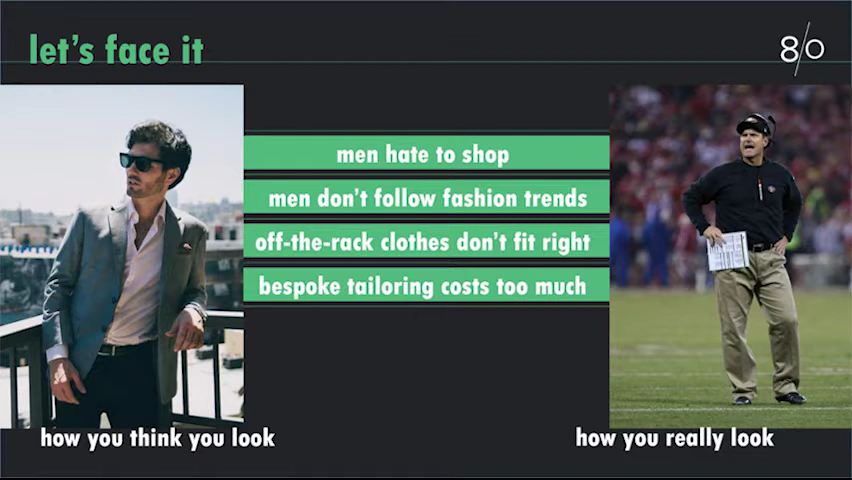 let's face it
8/0
men hate to shop
men don't follow fashion trends
off-the-rack clothes don't fit right
bespoke tailoring costs too much
how you think you look
how you really look